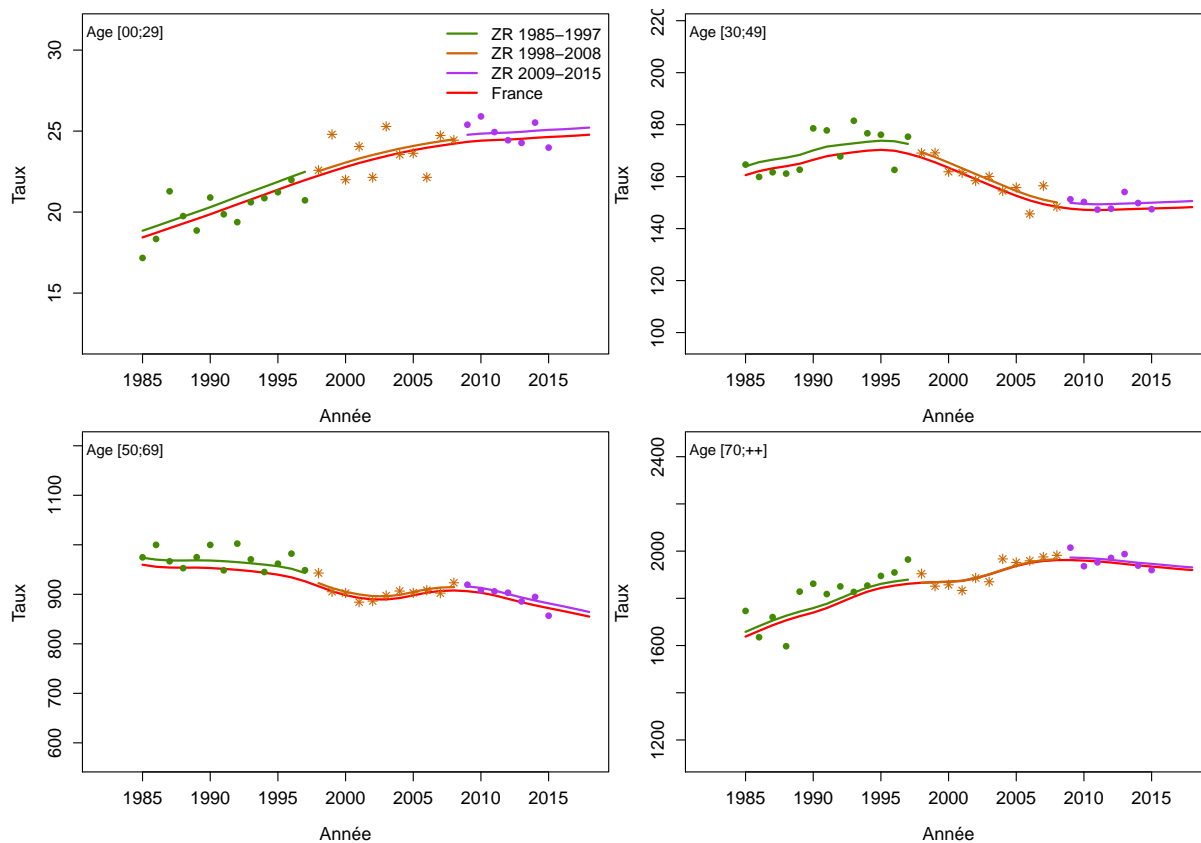 Age [00;29]
ZR 1985−1997
ZR 1998−2008
ZR 2009−2015
France
Taux
30
25
20
15
1985 1990 1995 2000 2005 2010 2015
Année
Age [30;49]
Taux
220
200
180
160
140
120
100
1985 1990 1995 2000 2005 2010 2015
Année
Age [50;69]
Taux
1100
900
800
700
600
1985 1990 1995 2000 2005 2010 2015
Année
Age [70;++]
Taux
2400
2000
1600
1200
1985 1990 1995 2000 2005 2010 2015
Année